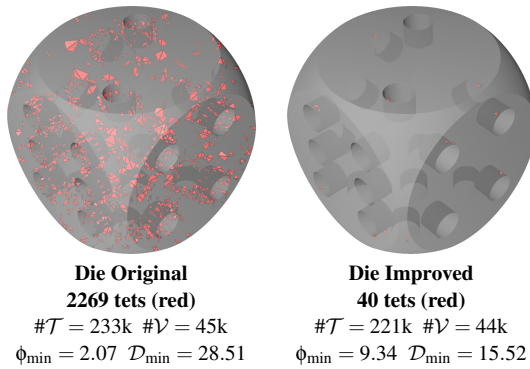 Die Original
2269 tets (red)
#𝒯 = 233k #𝒱 = 45k
ϕmin = 2.07 𝒟min = 28.51
Die Improved
40 tets (red)
#𝒯 = 221k #𝒱 = 44k
ϕmin = 9.34 𝒟min = 15.52